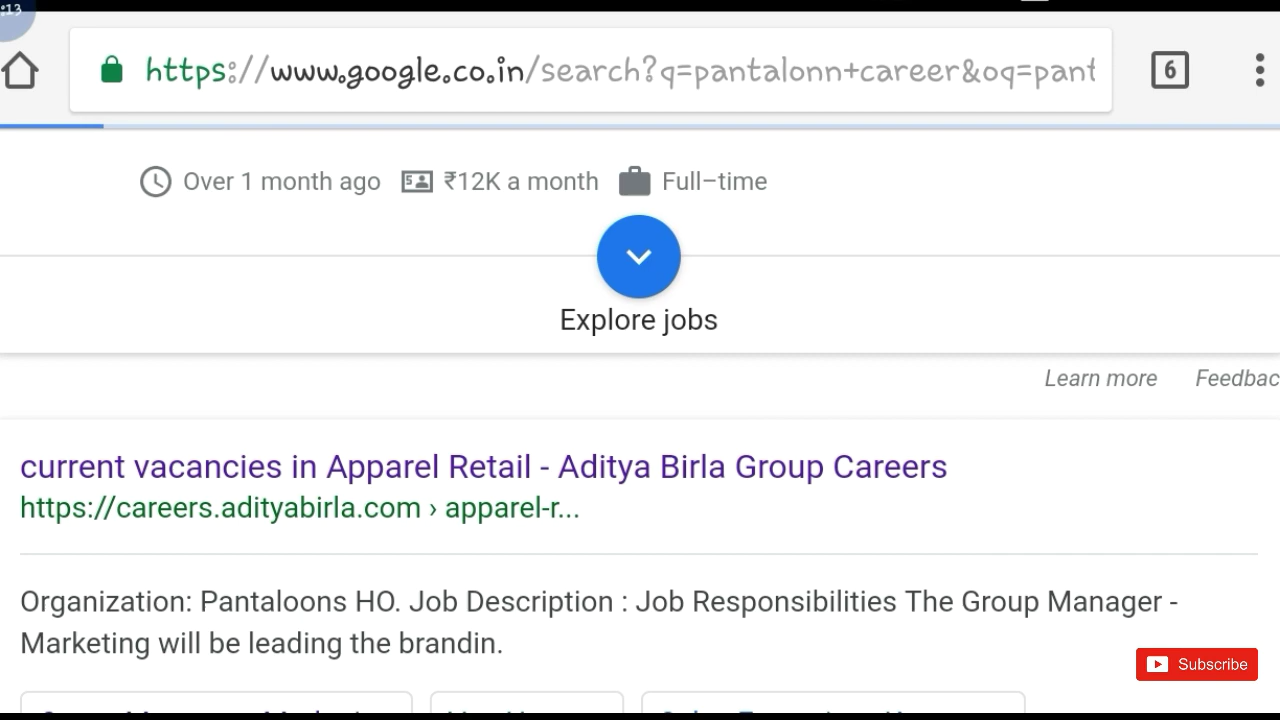 :13
https://www.google.co.in/search?q=pantalonn+career&oq=pant
6
Over 1 month ago ₹12K a month Full-time
Explore jobs
Learn more Feedbac
current vacancies in Apparel Retail - Aditya Birla Group Careers
https://careers.adityabirla.com › apparel-r...
Organization: Pantaloons HO. Job Description : Job Responsibilities The Group Manager -
Marketing will be leading the brandin.
Subscribe